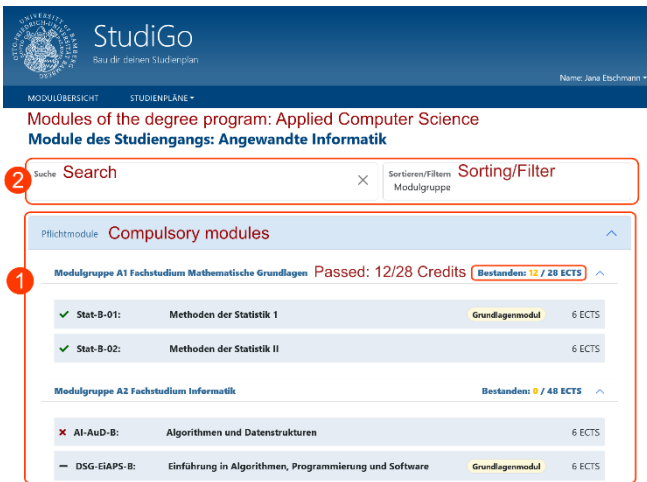 OTTO-FRIEDRICH-UNIVERSITÄT BAMBERG
StudiGo
Bau dir deinen Studienplan
Name: Jana Etschmann
MODULÜBERSICHT STUDIENPLÄNE
Modules of the degree program: Applied Computer Science
Module des Studiengangs: Angewandte Informatik
2 Suche Search Sortieren/Filtern Sorting/Filter
Modulgruppe
Pflichtmodule Compulsory modules
1 Modulgruppe A1 Fachstudium Mathematische Grundlagen Passed: 12/28 Credits Bestanden: 12 / 28 ECTS
Stat-B-01: Methoden der Statistik 1 Grundlagenmodul 6 ECTS
Stat-B-02: Methoden der Statistik II 6 ECTS
Modulgruppe A2 Fachstudium Informatik Bestanden: 0 / 48 ECTS
AI-AuD-B: Algorithmen und Datenstrukturen 6 ECTS
DSG-EiAPS-B: Einführung in Algorithmen, Programmierung und Software Grundlagenmodul 6 ECTS